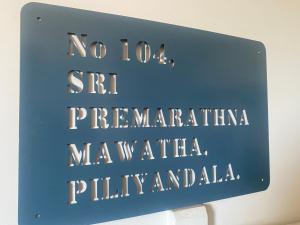 No 104,
SRI
PREMARATHNA
MAWATHA.
PILIYANDALA.